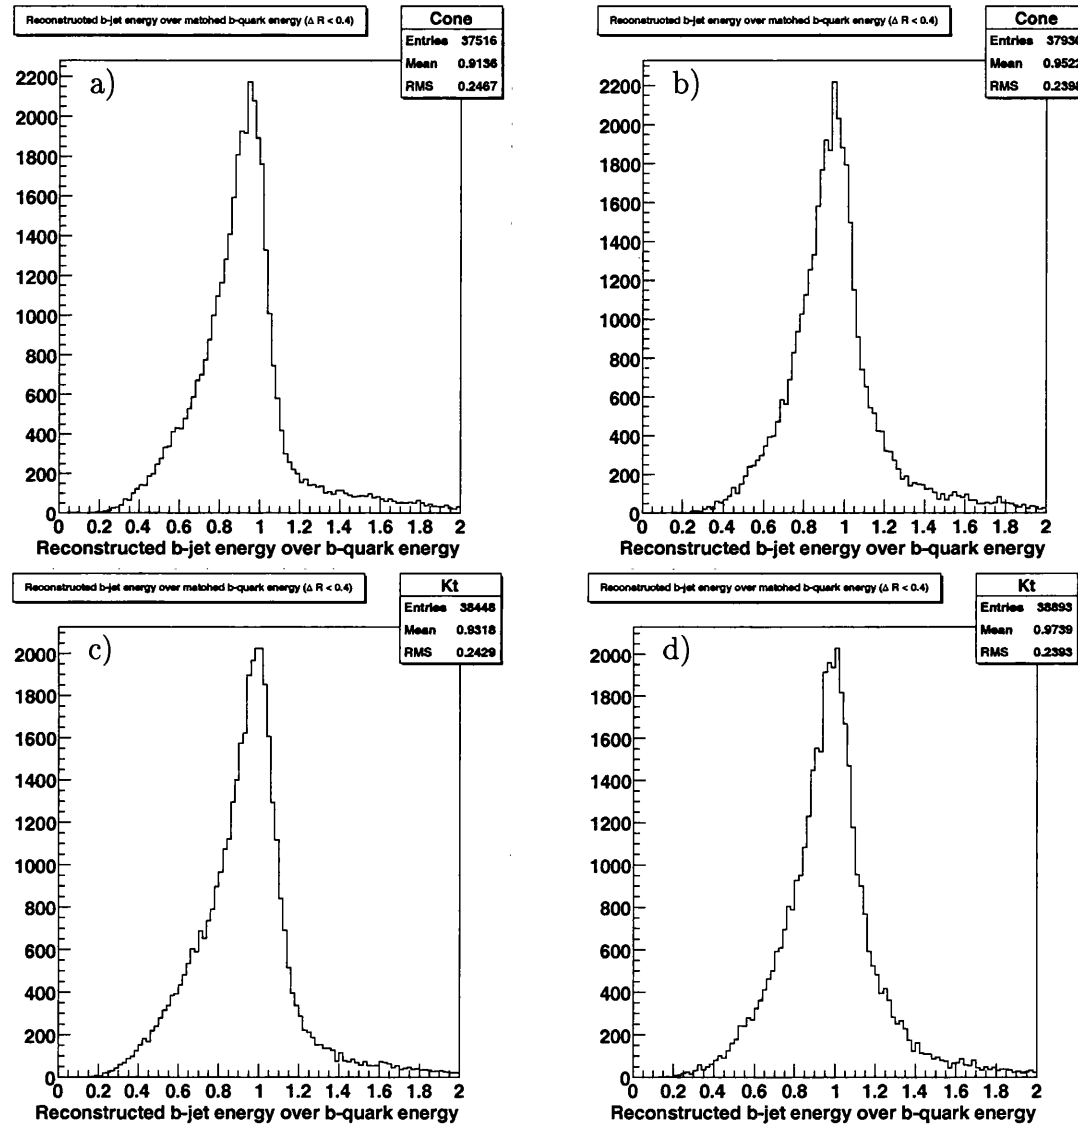 Reconstructed b-jet energy over matched b-quark energy (Δ R < 0.4)
Cone
Entries 37516
Mean 0.9136
RMS 0.2467
a)
2200
2000
1800
1600
1400
1200
1000
800
600
400
200
0
0 0.2 0.4 0.6 0.8 1 1.2 1.4 1.6 1.8 2
Reconstructed b-jet energy over b-quark energy
Reconstructed b-jet energy over matched b-quark energy (Δ R < 0.4)
Cone
Entries 3793
Mean 0.952
RMS 0.239
b)
2200
2000
1800
1600
1400
1200
1000
800
600
400
200
0
0 0.2 0.4 0.6 0.8 1 1.2 1.4 1.6 1.8 2
Reconstructed b-jet energy over b-quark energy
Reconstructed b-jet energy over matched b-quark energy (Δ R < 0.4)
Kt
Entries 38448
Mean 0.9318
RMS 0.2429
c)
2000
1800
1600
1400
1200
1000
800
600
400
200
0
0 0.2 0.4 0.6 0.8 1 1.2 1.4 1.6 1.8 2
Reconstructed b-jet energy over b-quark energy
Reconstructed b-jet energy over matched b-quark energy (Δ R < 0.4)
Kt
Entries 38893
Mean 0.9739
RMS 0.2393
d)
2000
1800
1600
1400
1200
1000
800
600
400
200
0
0 0.2 0.4 0.6 0.8 1 1.2 1.4 1.6 1.8 2
Reconstructed b-jet energy over b-quark energy